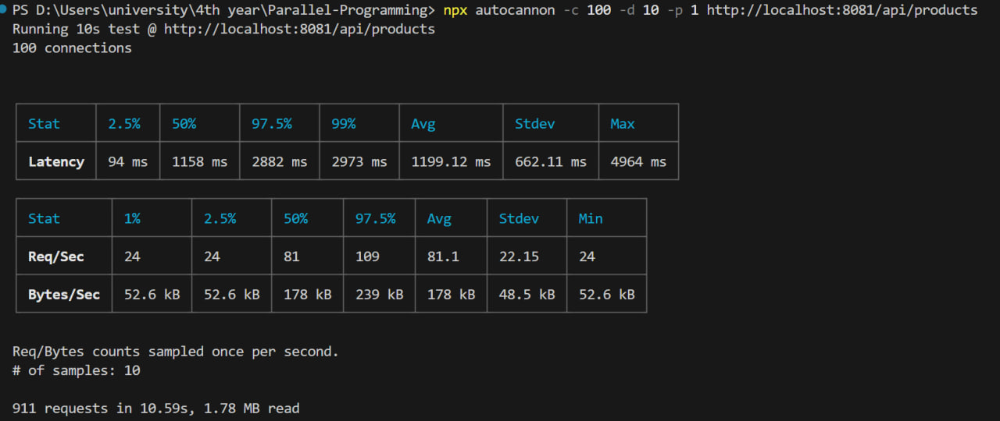 PS D:\Users\university\4th year\Parallel-Programming> npx autocannon -c 100 -d 10 -p 1 http://localhost:8081/api/products
Running 10s test @ http://localhost:8081/api/products
100 connections
Stat 2.5% 50% 97.5% 99% Avg Stdev Max
Latency 94 ms 1158 ms 2882 ms 2973 ms 1199.12 ms 662.11 ms 4964 ms
Stat 1% 2.5% 50% 97.5% Avg Stdev Min
Req/Sec 24 24 81 109 81.1 22.15 24
Bytes/Sec 52.6 kB 52.6 kB 178 kB 239 kB 178 kB 48.5 kB 52.6 kB
Req/Bytes counts sampled once per second.
# of samples: 10
911 requests in 10.59s, 1.78 MB read